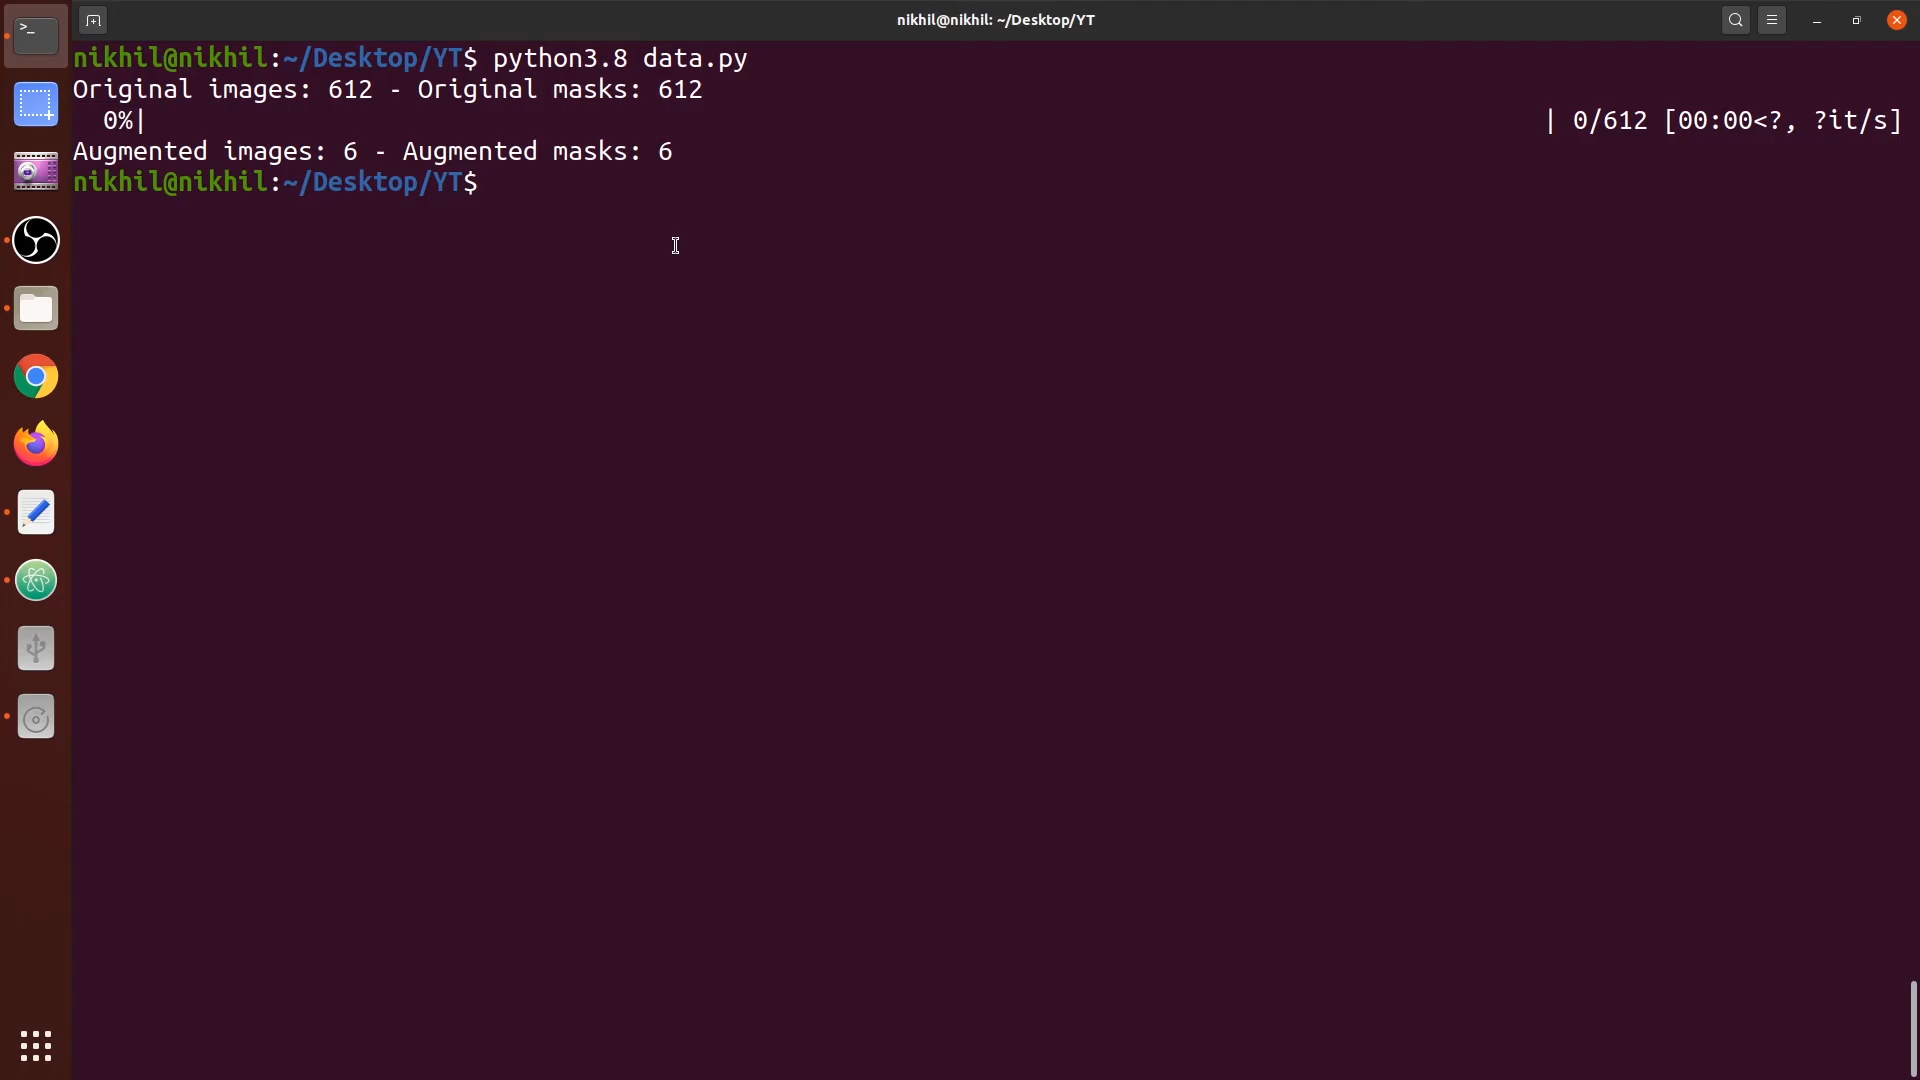 nikhil@nikhil: ~/Desktop/YT
nikhil@nikhil:~/Desktop/YT$ python3.8 data.py
Original images: 612 - Original masks: 612
  0%|                                                                                              | 0/612 [00:00<?, ?it/s]
Augmented images: 6 - Augmented masks: 6
nikhil@nikhil:~/Desktop/YT$